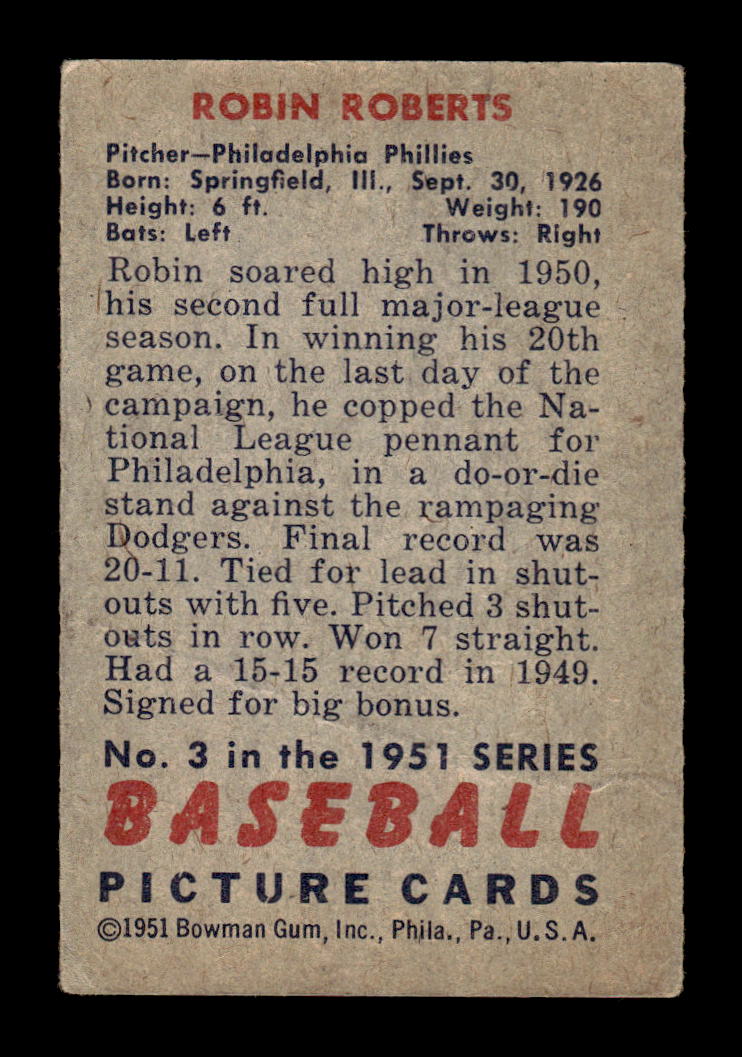 ROBIN ROBERTS
Pitcher—Philadelphia Phillies
Born: Springfield, Ill., Sept. 30, 1926
Height: 6 ft. Weight: 190
Bats: Left Throws: Right
Robin soared high in 1950,
his second full major-league
season. In winning his 20th
game, on the last day of the
campaign, he copped the Na-
tional League pennant for
Philadelphia, in a do-or-die
stand against the rampaging
Dodgers. Final record was
20-11. Tied for lead in shut-
outs with five. Pitched 3 shut-
outs in row. Won 7 straight.
Had a 15-15 record in 1949.
Signed for big bonus.
No. 3 in the 1951 SERIES
BASEBALL
PICTURE CARDS
©1951 Bowman Gum, Inc., Phila., Pa., U.S.A.